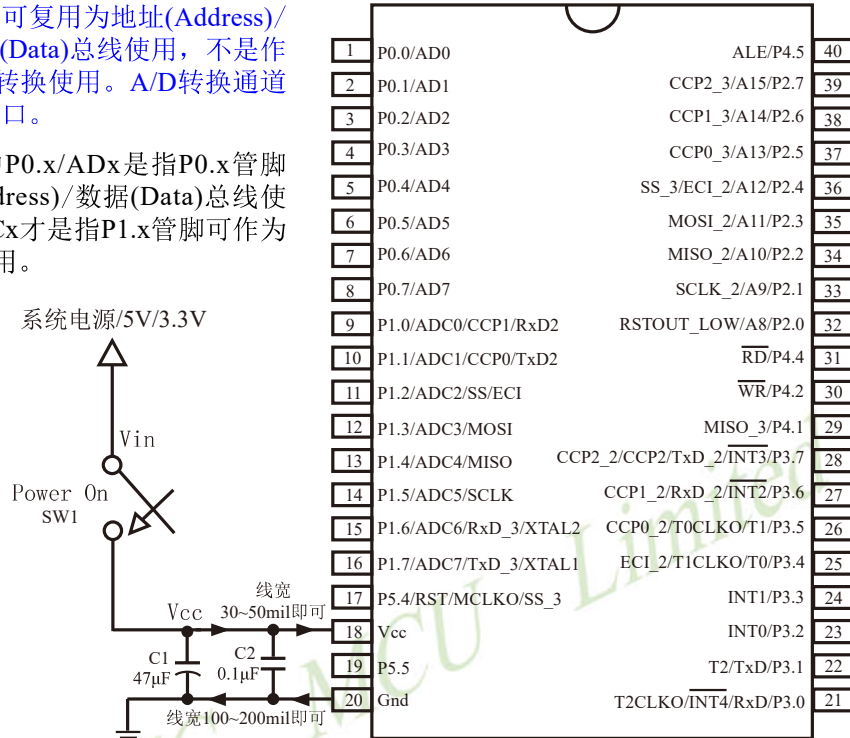 可复用为地址(Address)/
(Data)总线使用，不是作
转换使用。A/D转换通道
口。
P0.x/ADx是指P0.x管脚
dress)/数据(Data)总线使
Cx才是指P1.x管脚可作为
用。
系统电源/5V/3.3V
Vin
Power On
SW1
Vcc
线宽
30~50mil即可
C1
47μF
C2
0.1μF
线宽100~200mil即可
1 P0.0/AD0
2 P0.1/AD1
3 P0.2/AD2
4 P0.3/AD3
5 P0.4/AD4
6 P0.5/AD5
7 P0.6/AD6
8 P0.7/AD7
9 P1.0/ADC0/CCP1/RxD2
10 P1.1/ADC1/CCP0/TxD2
11 P1.2/ADC2/SS/ECI
12 P1.3/ADC3/MOSI
13 P1.4/ADC4/MISO
14 P1.5/ADC5/SCLK
15 P1.6/ADC6/RxD_3/XTAL2
16 P1.7/ADC7/TxD_3/XTAL1
17 P5.4/RST/MCLKO/SS_3
18 Vcc
19 P5.5
20 Gnd
ALE/P4.5 40
CCP2_3/A15/P2.7 39
CCP1_3/A14/P2.6 38
CCP0_3/A13/P2.5 37
SS_3/ECI_2/A12/P2.4 36
MOSI_2/A11/P2.3 35
MISO_2/A10/P2.2 34
SCLK_2/A9/P2.1 33
RSTOUT_LOW/A8/P2.0 32
RD/P4.4 31
WR/P4.2 30
MISO_3/P4.1 29
CCP2_2/CCP2/TxD_2/INT3/P3.7 28
CCP1_2/RxD_2/INT2/P3.6 27
CCP0_2/T0CLKO/T1/P3.5 26
ECI_2/T1CLKO/T0/P3.4 25
INT1/P3.3 24
INT0/P3.2 23
T2/TxD/P3.1 22
T2CLKO/INT4/RxD/P3.0 21
MCU Limited